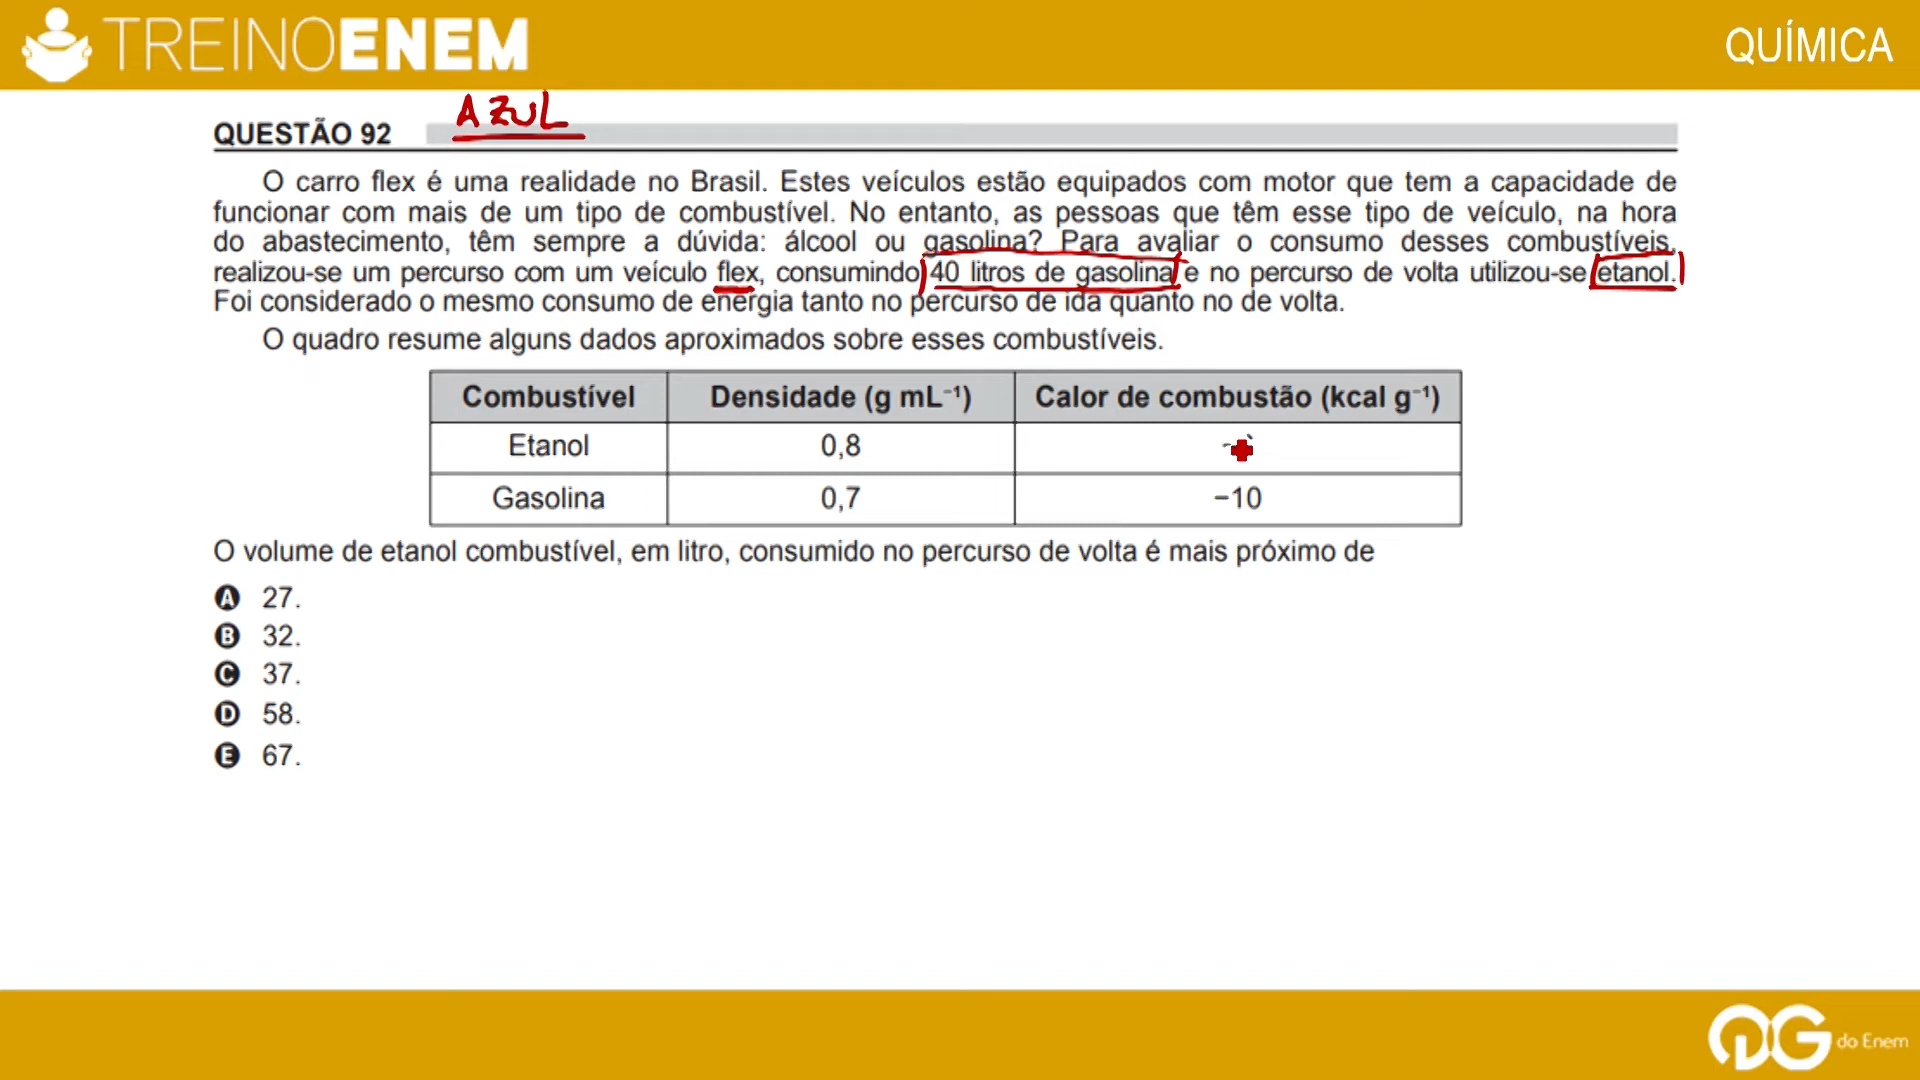 TREINOENEM
QUÍMICA
AZUL
QUESTÃO 92
O carro flex é uma realidade no Brasil. Estes veículos estão equipados com motor que tem a capacidade de
funcionar com mais de um tipo de combustível. No entanto, as pessoas que têm esse tipo de veículo, na hora
do abastecimento, têm sempre a dúvida: álcool ou gasolina? Para avaliar o consumo desses combustíveis,
realizou-se um percurso com um veículo flex, consumindo 40 litros de gasolina e no percurso de volta utilizou-se etanol.
Foi considerado o mesmo consumo de energia tanto no percurso de ida quanto no de volta.
O quadro resume alguns dados aproximados sobre esses combustíveis.
Combustível Densidade (g mL⁻¹) Calor de combustão (kcal g⁻¹)
Etanol 0,8
Gasolina 0,7 −10
O volume de etanol combustível, em litro, consumido no percurso de volta é mais próximo de
A 27.
B 32.
C 37.
D 58.
E 67.
QG do Enem